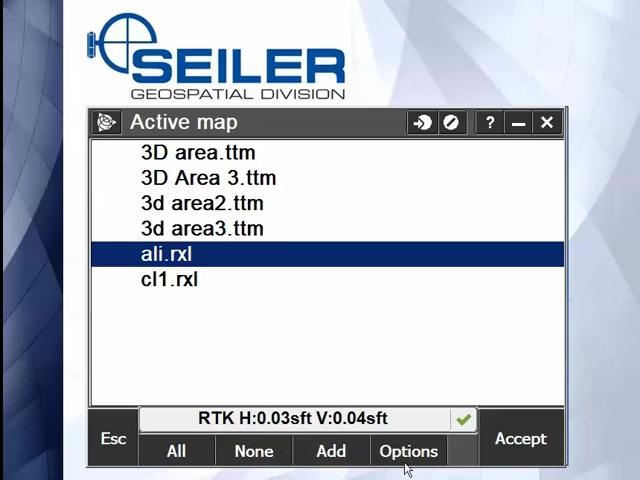 SEILER
GEOSPATIAL DIVISION
Active map
?
3D area.ttm
3D Area 3.ttm
3d area2.ttm
3d area3.ttm
ali.rxl
cl1.rxl
RTK H:0.03sft V:0.04sft
Esc
All
None
Add
Options
Accept